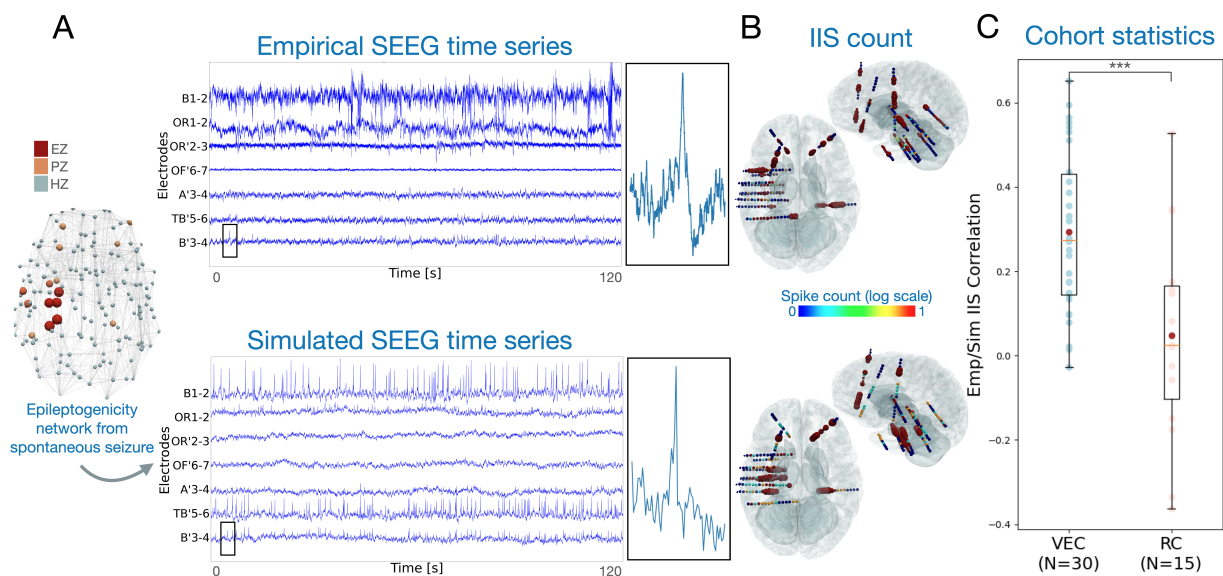 A
Empirical SEEG time series
B1-2
OR1-2
OR'2-3
OF'6-7
A'3-4
TB'5-6
B'3-4
Electrodes
0
Time [s]
120
EZ
PZ
HZ
Epileptogenicity
network from
spontaneous seizure
Simulated SEEG time series
B1-2
OR1-2
OR'2-3
OF'6-7
A'3-4
TB'5-6
B'3-4
Electrodes
0
Time [s]
120
B
IIS count
Spike count (log scale)
0
1
C
Cohort statistics
***
Emp/Sim IIS Correlation
0.6
0.4
0.2
0.0
−0.2
−0.4
VEC
(N=30)
RC
(N=15)